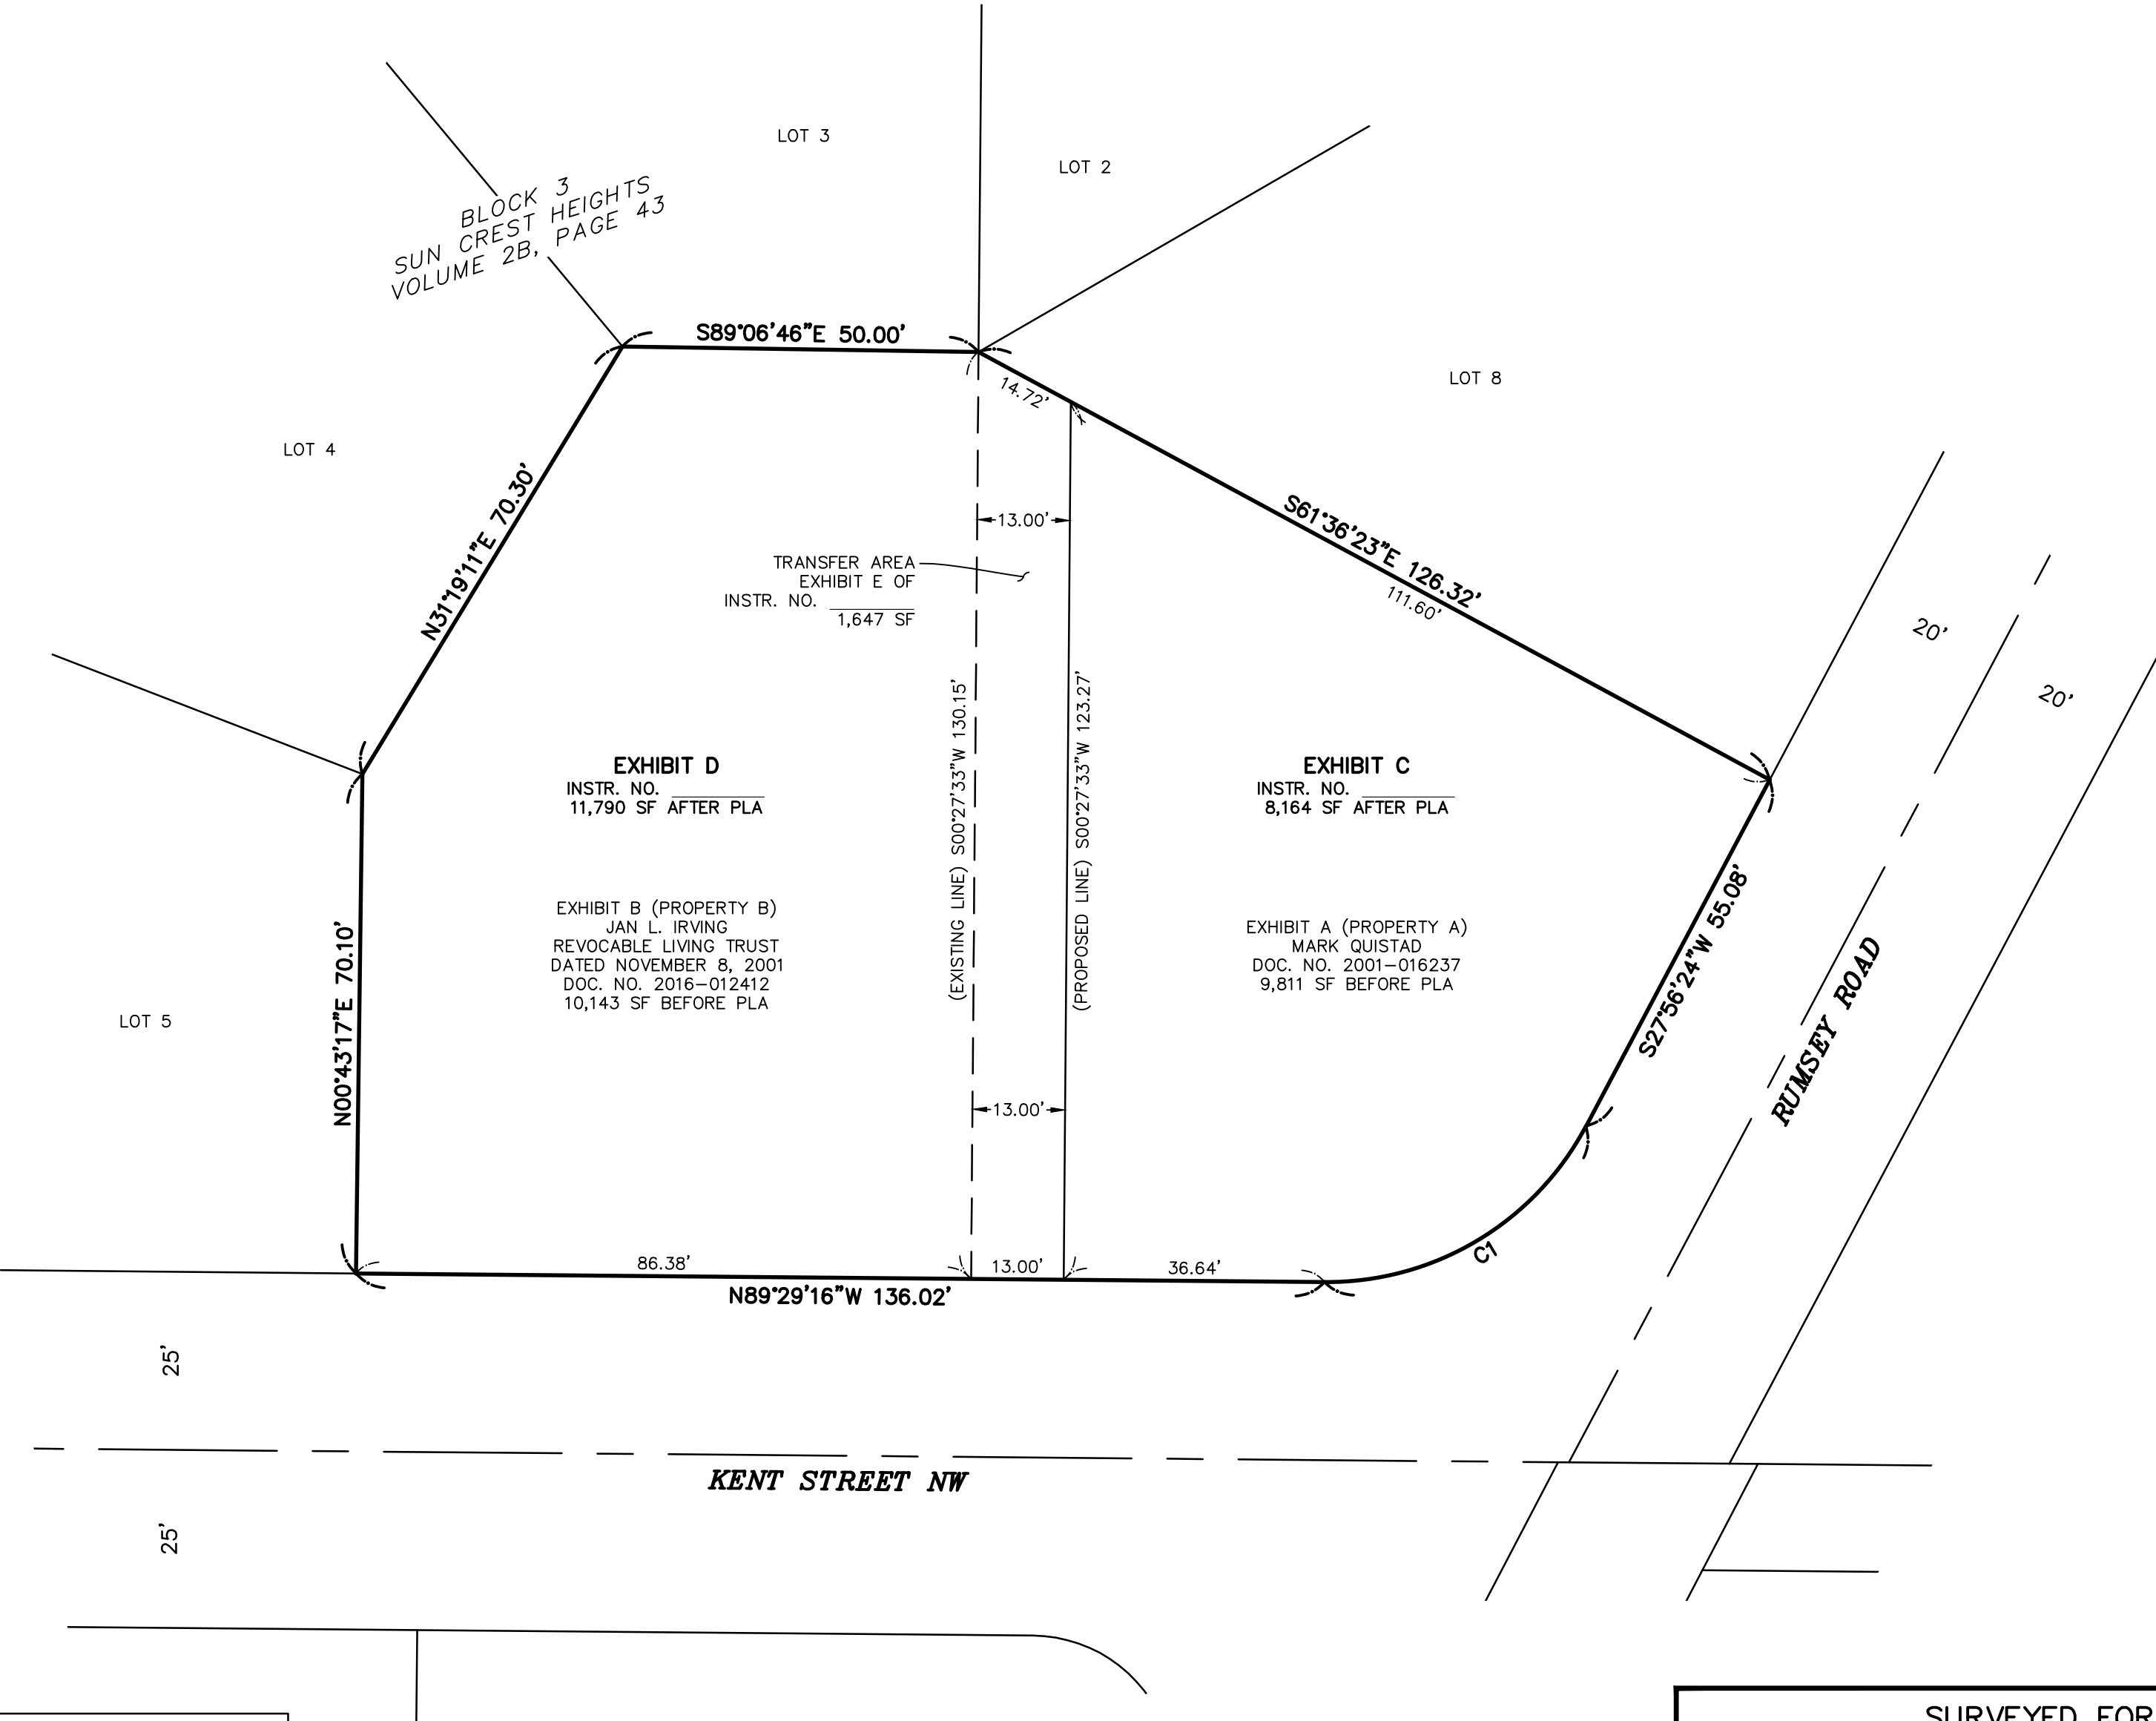 LOT 3
LOT 2
BLOCK 3
SUN CREST HEIGHTS
VOLUME 2B, PAGE 43
S89°06'46"E 50.00'
LOT 8
14.72'
LOT 4
N31°19'11"E 70.30'
13.00'
S61°36'23"E 126.32'
111.60'
TRANSFER AREA
EXHIBIT E OF
INSTR. NO. ________
1,647 SF
20'
20'
(EXISTING LINE) S00°27'33"W 130.15'
(PROPOSED LINE) S00°27'33"W 123.27'
EXHIBIT D
INSTR. NO. ________
11,790 SF AFTER PLA
EXHIBIT C
INSTR. NO. ________
8,164 SF AFTER PLA
EXHIBIT B (PROPERTY B)
JAN L. IRVING
REVOCABLE LIVING TRUST
DATED NOVEMBER 8, 2001
DOC. NO. 2016-012412
10,143 SF BEFORE PLA
EXHIBIT A (PROPERTY A)
MARK QUISTAD
DOC. NO. 2001-016237
9,811 SF BEFORE PLA
S27°56'24"W 55.08'
RUMSEY ROAD
N00°43'17"E 70.10'
LOT 5
13.00'
86.38'
13.00'
36.64'
C1
N89°29'16"W 136.02'
25'
KENT STREET NW
25'
SURVEYED FOR